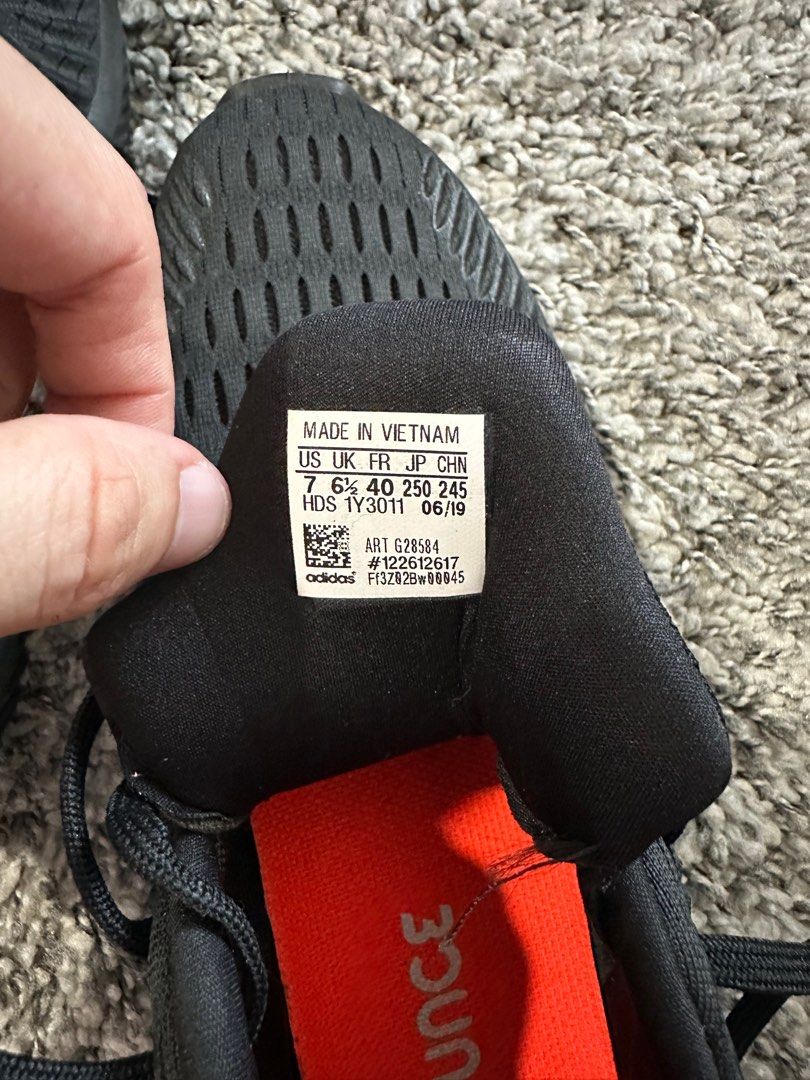 MADE IN VIETNAM
US UK FR JP CHN
7 6½ 40 250 245
HDS 1Y3011 06/19
ART G28584
#122612617
adidas Ff3Z02Bw00045
UNCE